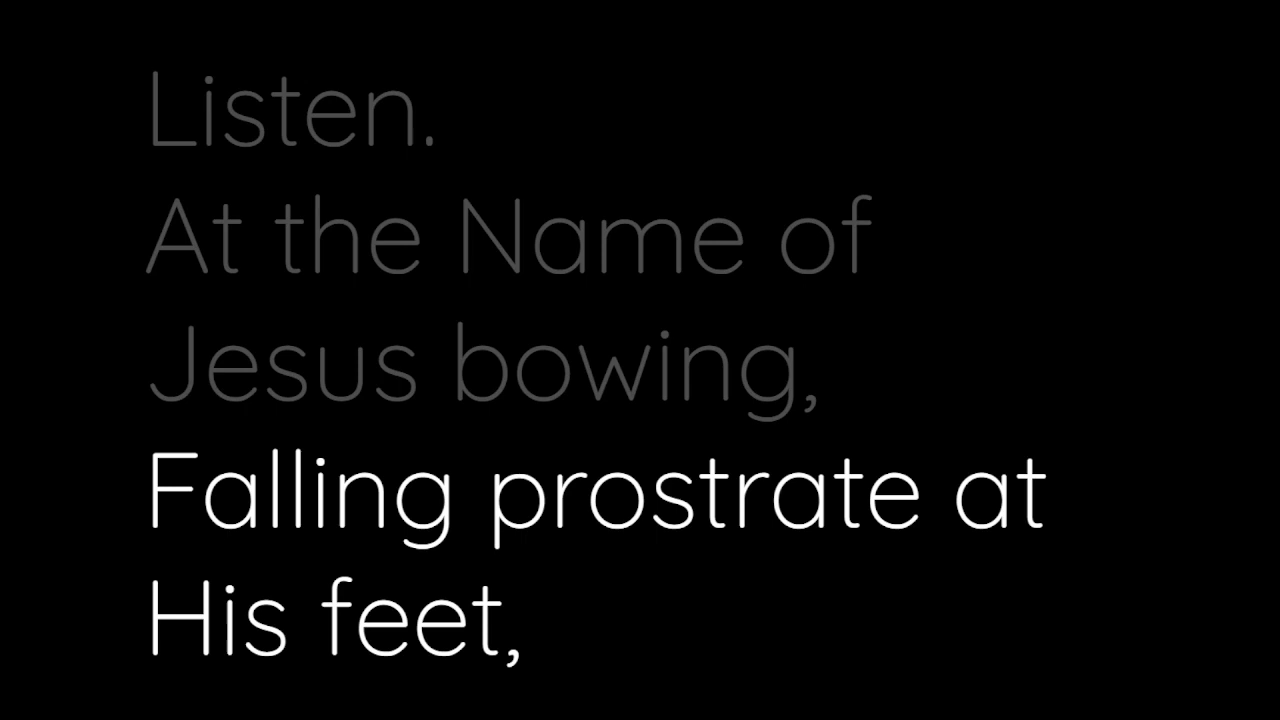 Listen.
At the Name of
Jesus bowing,
Falling prostrate at
His feet,